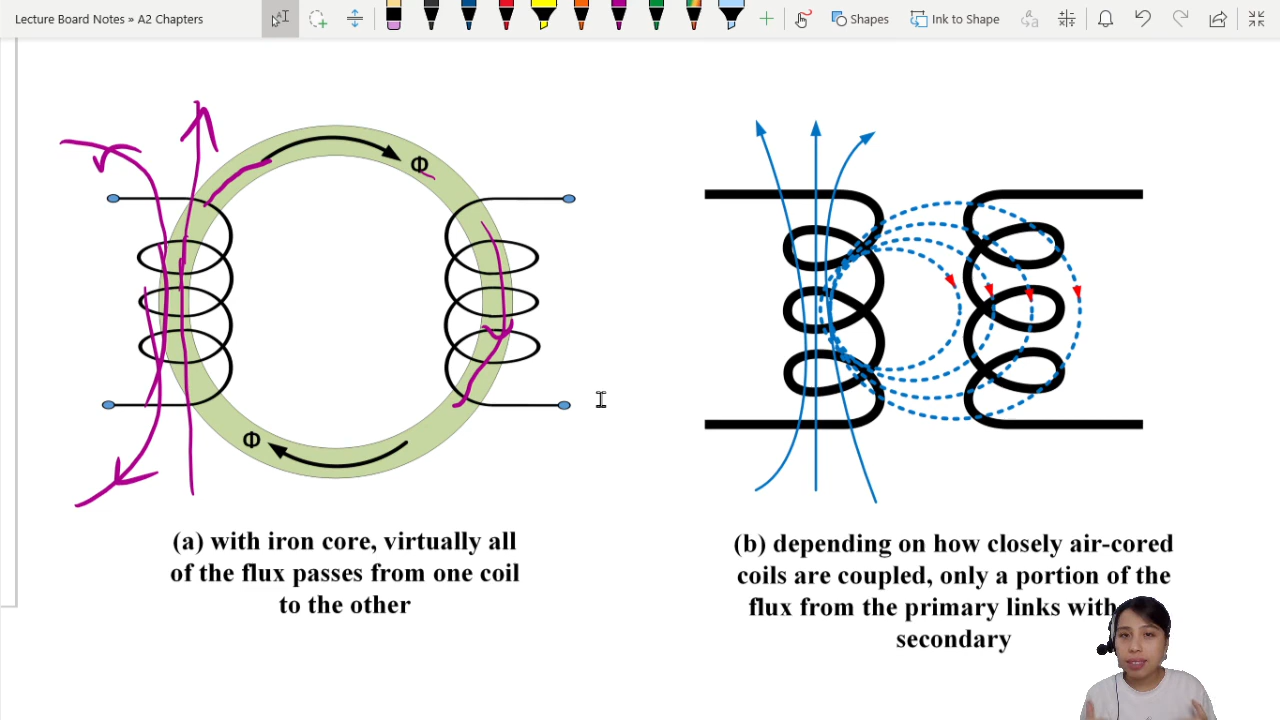 Lecture Board Notes » A2 Chapters
Shapes
Ink to Shape
Φ
Φ
(a) with iron core, virtually all
of the flux passes from one coil
to the other
(b) depending on how closely air-cored
coils are coupled, only a portion of the
flux from the primary links with
secondary